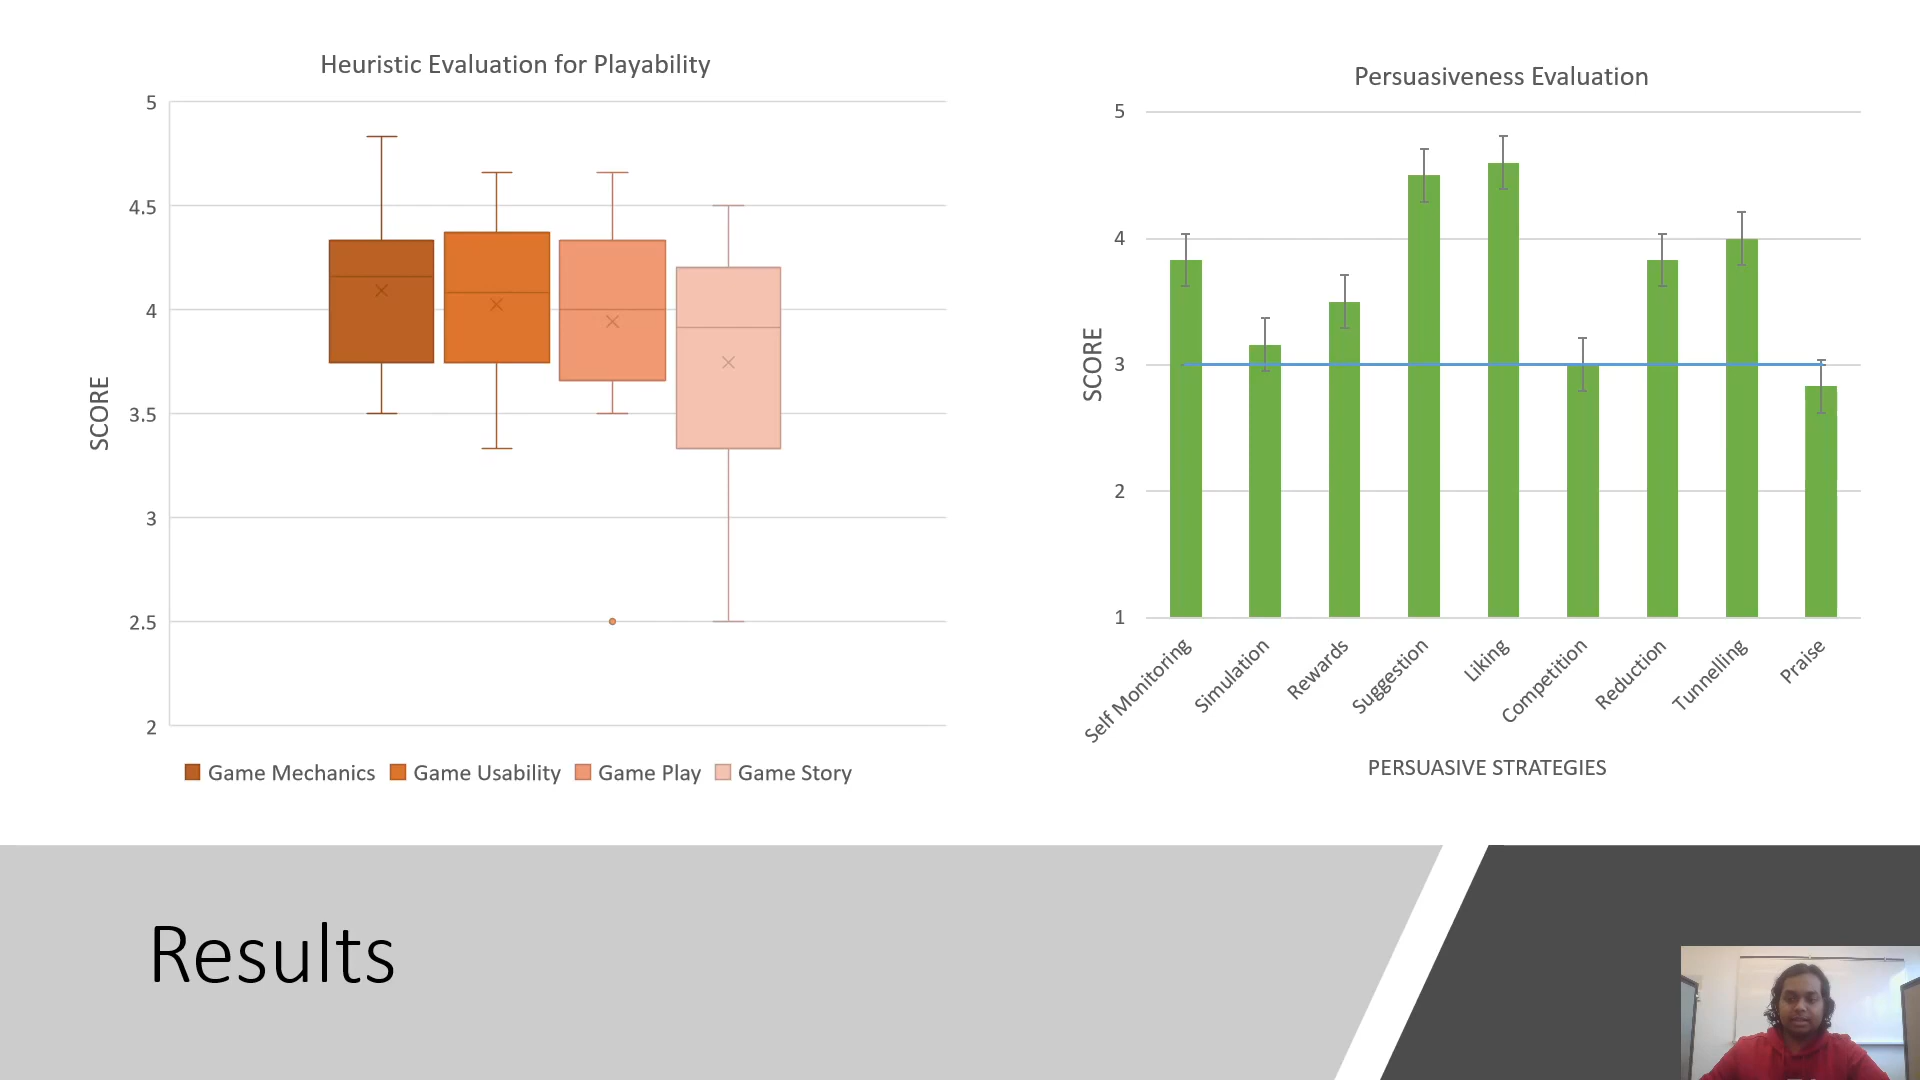 Heuristic Evaluation for Playability
5
4.5
4
3.5
3
2.5
2
SCORE
Game Mechanics Game Usability Game Play Game Story
Persuasiveness Evaluation
5
4
3
2
1
SCORE
Self Monitoring
Simulation
Rewards
Suggestion
Liking
Competition
Reduction
Tunnelling
Praise
PERSUASIVE STRATEGIES
Results